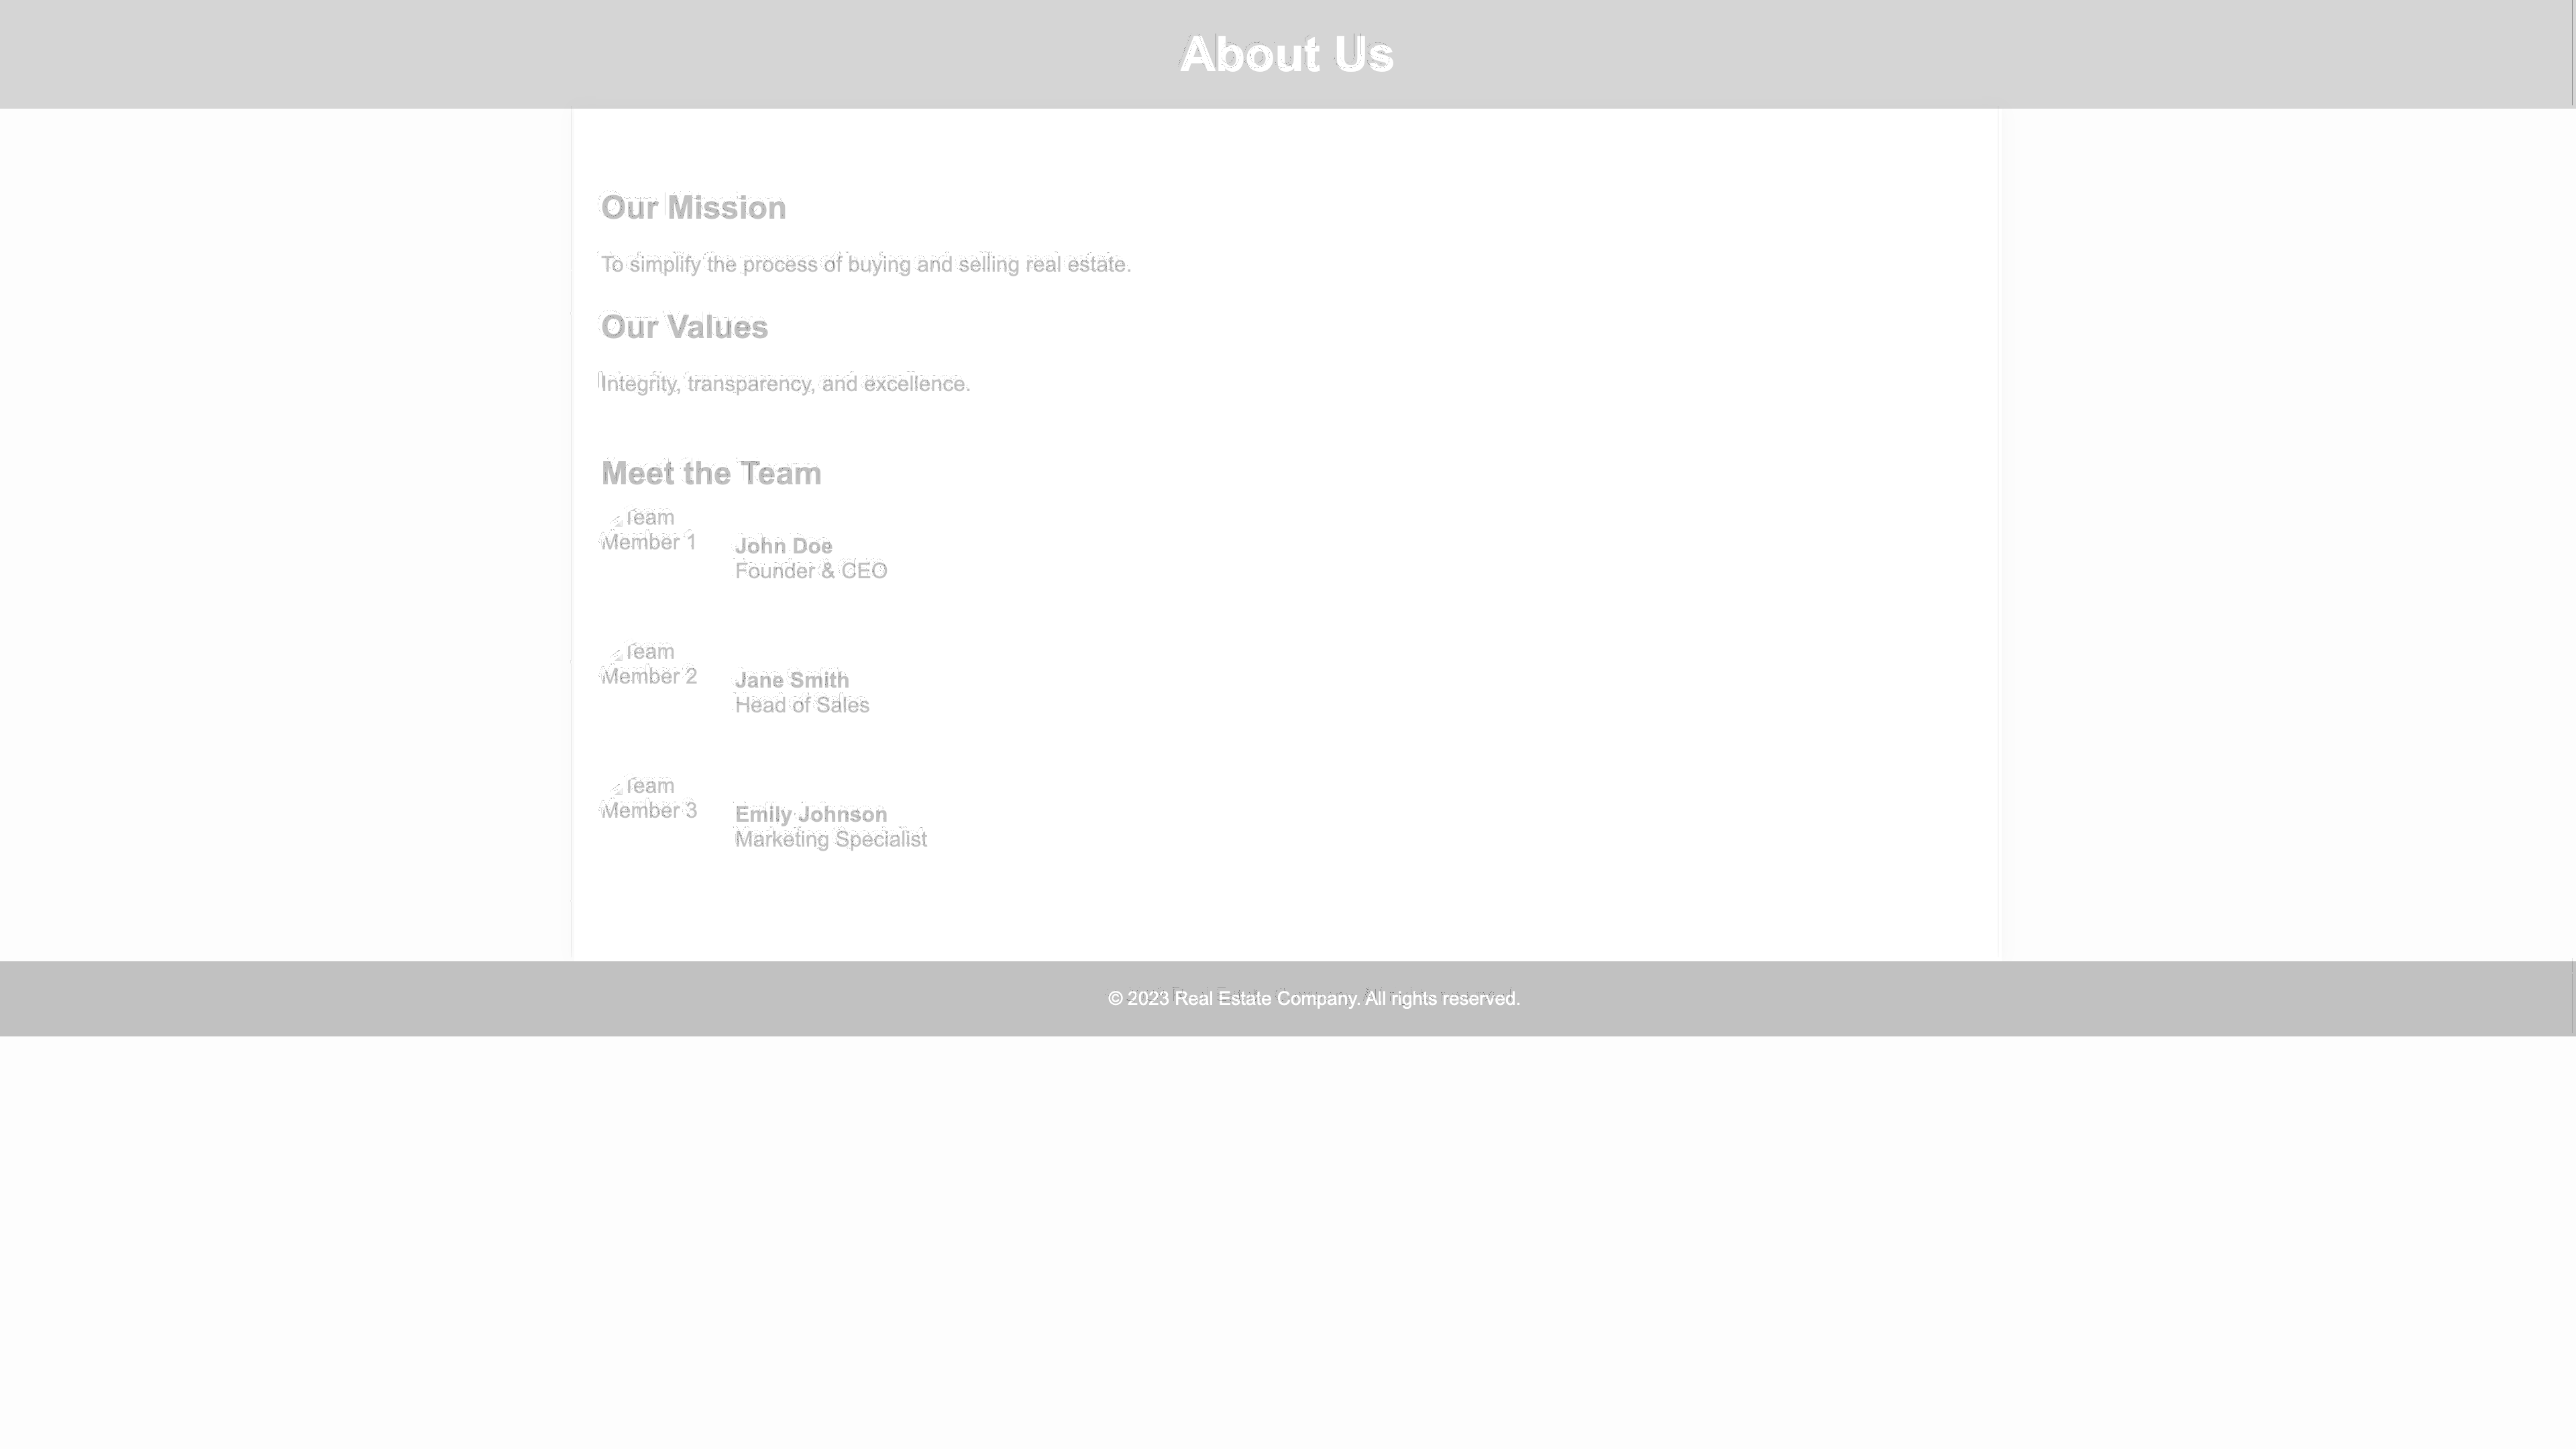 About Us
Our Mission
To simplify the process of buying and selling real estate.
Our Values
Integrity, transparency, and excellence.
Meet the Team
Team
Member 1
John Doe
Founder & CEO
Team
Member 2
Jane Smith
Head of Sales
Team
Member 3
Emily Johnson
Marketing Specialist
© 2023 Real Estate Company. All rights reserved.